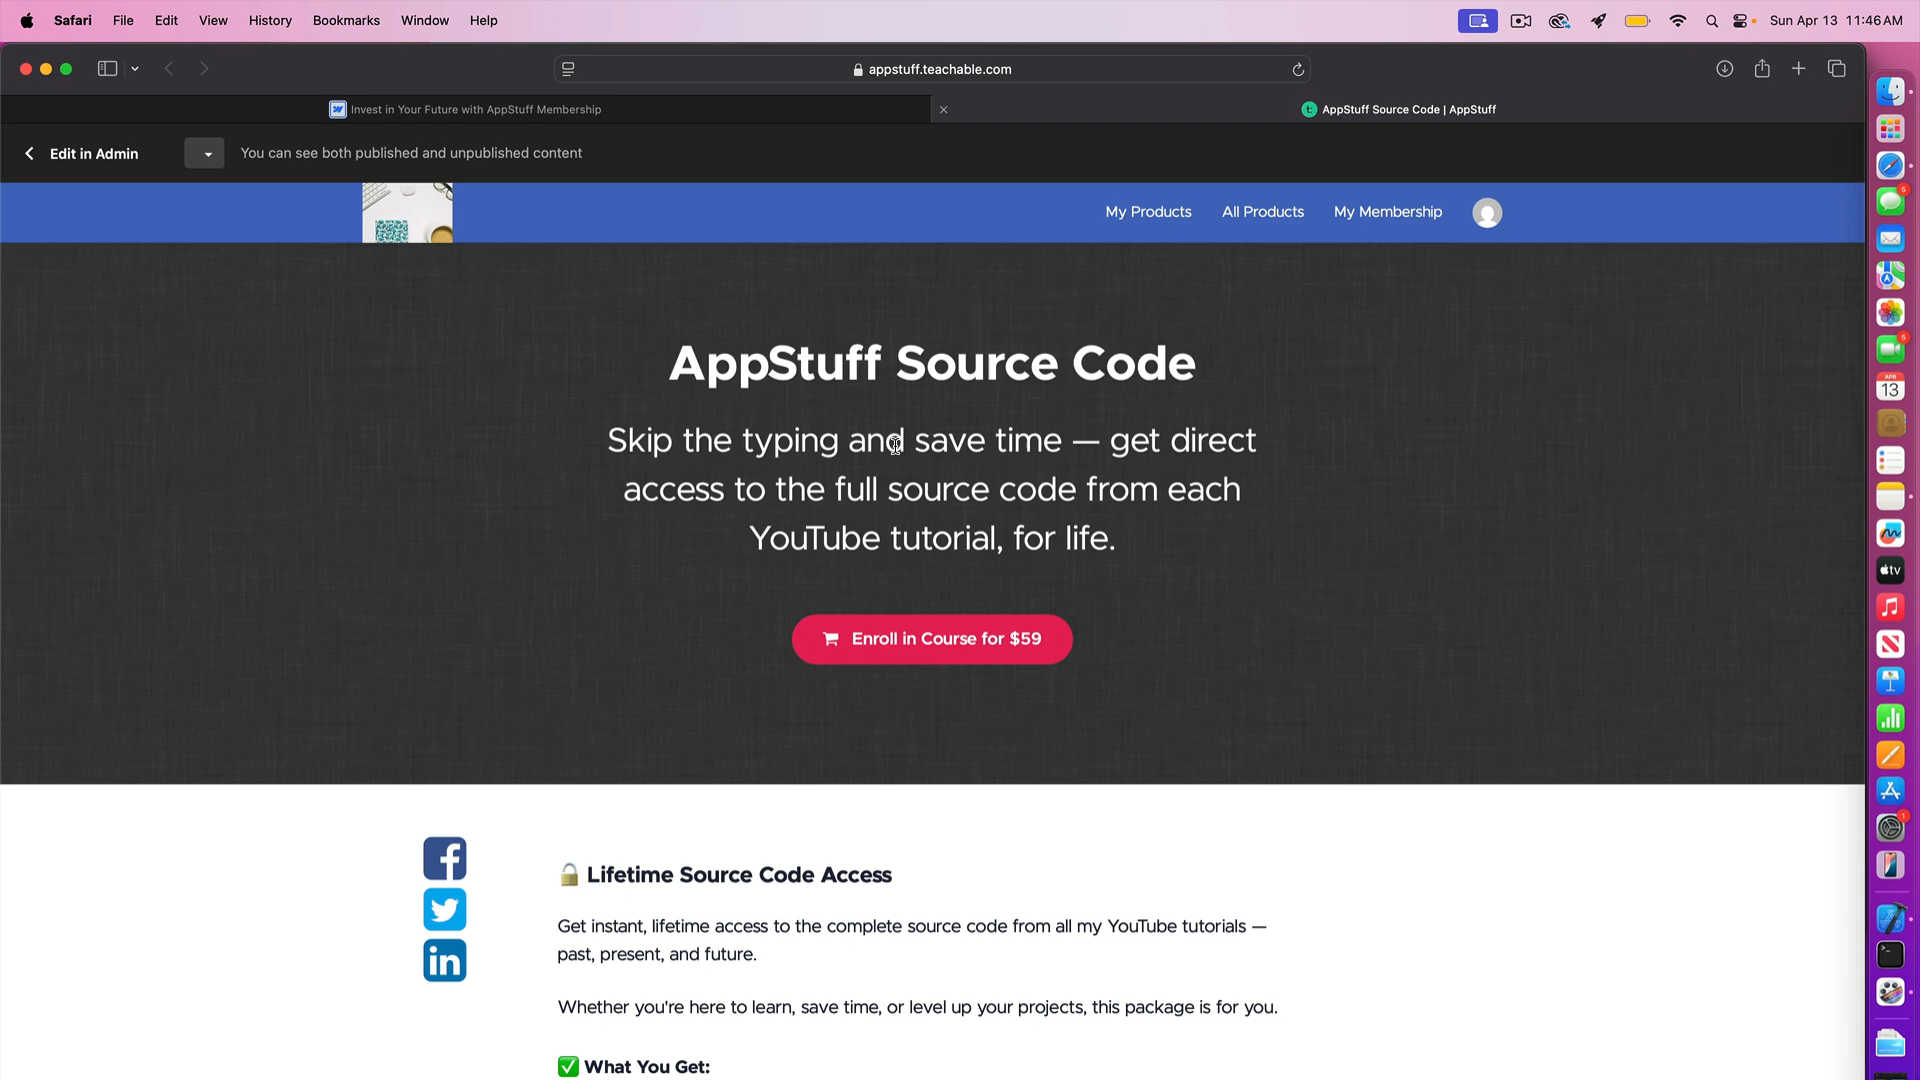 Safari File Edit View History Bookmarks Window Help
Sun Apr 13 11:46 AM
appstuff.teachable.com
Invest in Your Future with AppStuff Membership
AppStuff Source Code | AppStuff
Edit in Admin
You can see both published and unpublished content
My Products All Products My Membership
AppStuff Source Code
Skip the typing and save time — get direct
access to the full source code from each
YouTube tutorial, for life.
Enroll in Course for $59
Lifetime Source Code Access
Get instant, lifetime access to the complete source code from all my YouTube tutorials —
past, present, and future.
Whether you're here to learn, save time, or level up your projects, this package is for you.
What You Get:
5
5
APR
13
tv
1